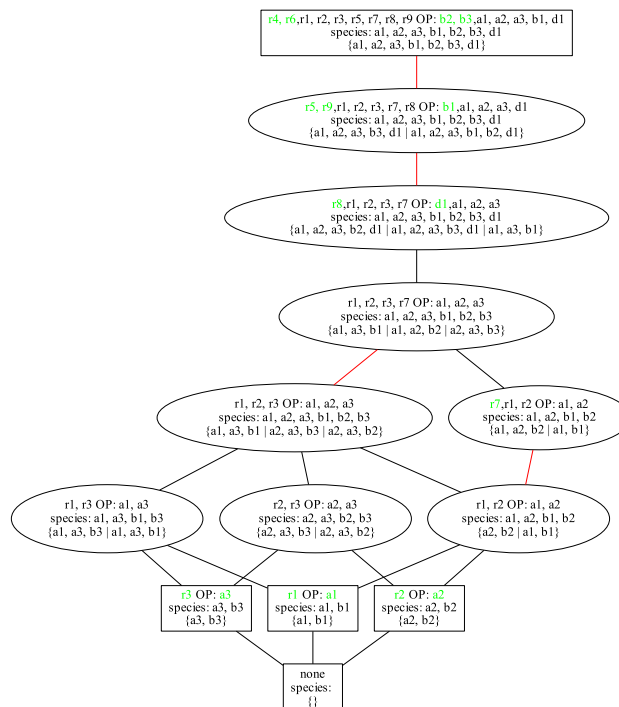 r4, r6,r1, r2, r3, r5, r7, r8, r9 OP: b2, b3,a1, a2, a3, b1, d1
species: a1, a2, a3, b1, b2, b3, d1
{a1, a2, a3, b1, b2, b3, d1}
r5, r9,r1, r2, r3, r7, r8 OP: b1,a1, a2, a3, d1
species: a1, a2, a3, b1, b2, b3, d1
{a1, a2, a3, b3, d1 | a1, a2, a3, b1, b2, d1}
r8,r1, r2, r3, r7 OP: d1,a1, a2, a3
species: a1, a2, a3, b1, b2, b3, d1
{a1, a2, a3, b2, d1 | a1, a2, a3, b3, d1 | a1, a3, b1}
r1, r2, r3, r7 OP: a1, a2, a3
species: a1, a2, a3, b1, b2, b3
{a1, a3, b1 | a1, a2, b2 | a2, a3, b3}
r1, r2, r3 OP: a1, a2, a3
species: a1, a2, a3, b1, b2, b3
{a1, a3, b1 | a2, a3, b3 | a2, a3, b2}
r7,r1, r2 OP: a1, a2
species: a1, a2, b1, b2
{a1, a2, b2 | a1, b1}
r1, r3 OP: a1, a3
species: a1, a3, b1, b3
{a1, a3, b3 | a1, a3, b1}
r2, r3 OP: a2, a3
species: a2, a3, b2, b3
{a2, a3, b3 | a2, a3, b2}
r1, r2 OP: a1, a2
species: a1, a2, b1, b2
{a2, b2 | a1, b1}
r3 OP: a3
species: a3, b3
{a3, b3}
r1 OP: a1
species: a1, b1
{a1, b1}
r2 OP: a2
species: a2, b2
{a2, b2}
none
species:
{}